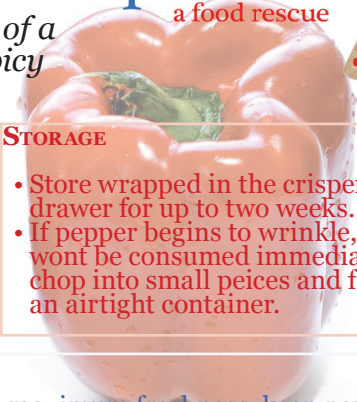 a food rescue
of a
icy
STORAGE
• Store wrapped in the crisper
drawer for up to two weeks.
• If pepper begins to wrinkle,
wont be consumed immedia
chop into small peices and f
an airtight container.